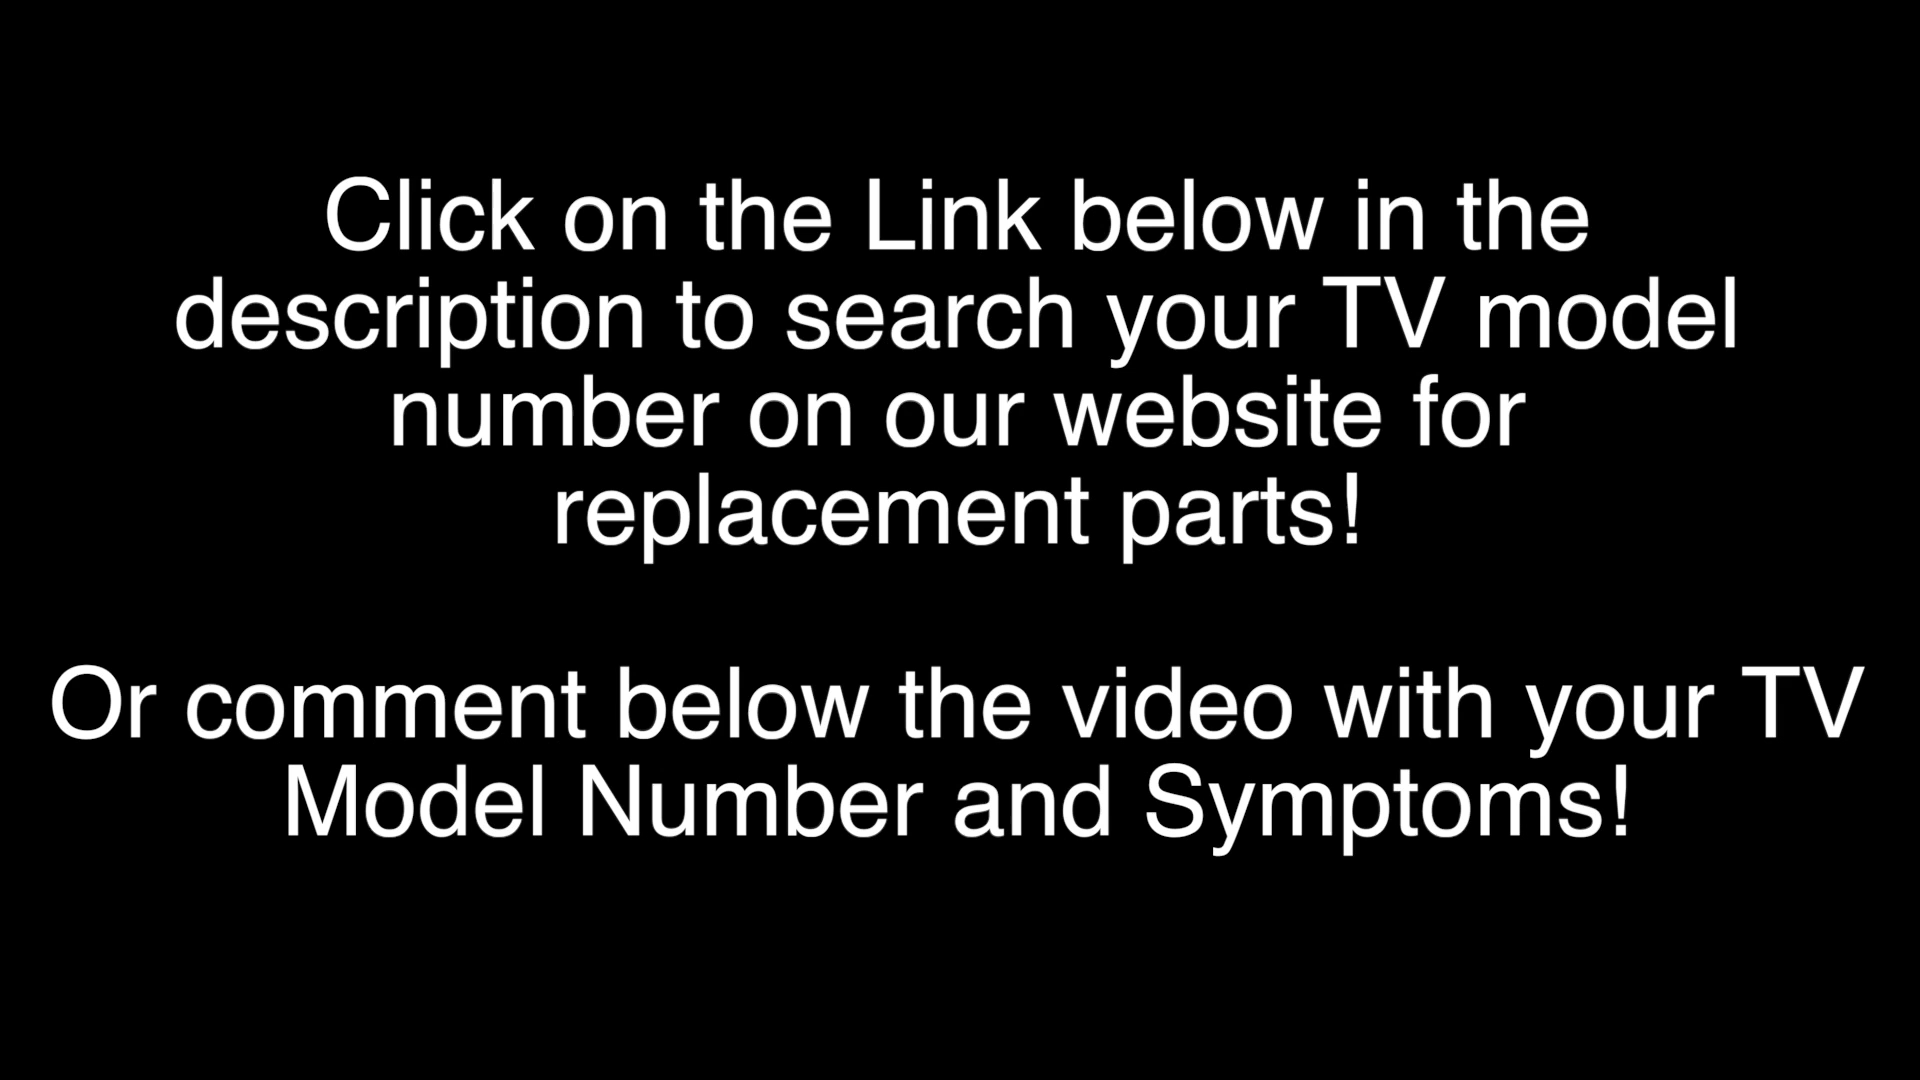 Click on the Link below in the
description to search your TV model
number on our website for
replacement parts!
Or comment below the video with your TV
Model Number and Symptoms!